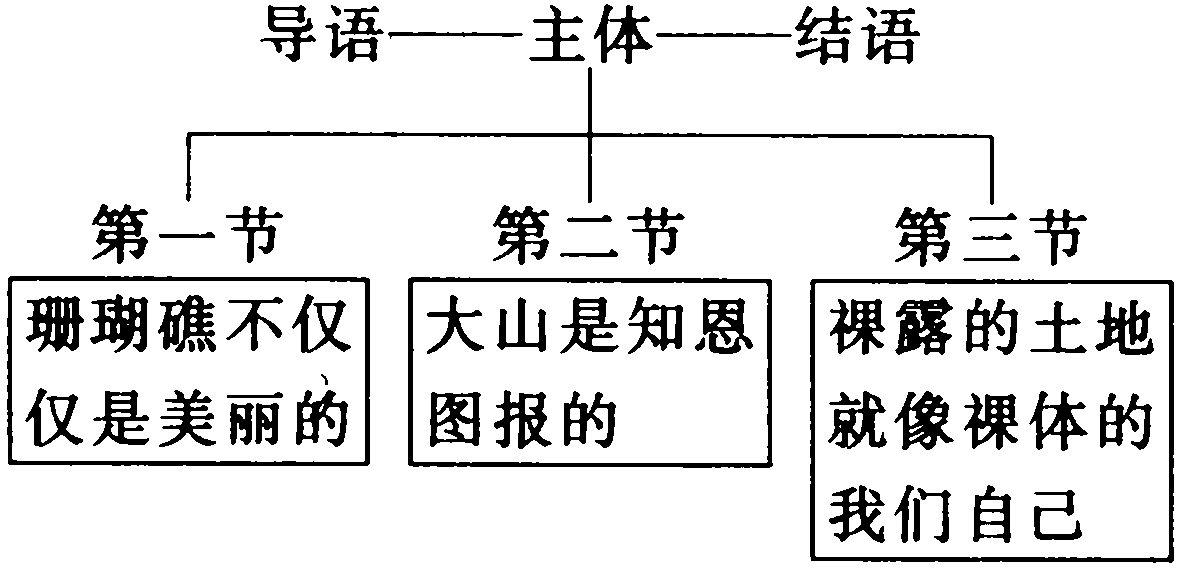 导语——主体——结语
第一节 第二节 第三节
珊瑚礁不仅
仅是美丽的
大山是知恩
图报的
裸露的土地
就像裸体的
我们自己